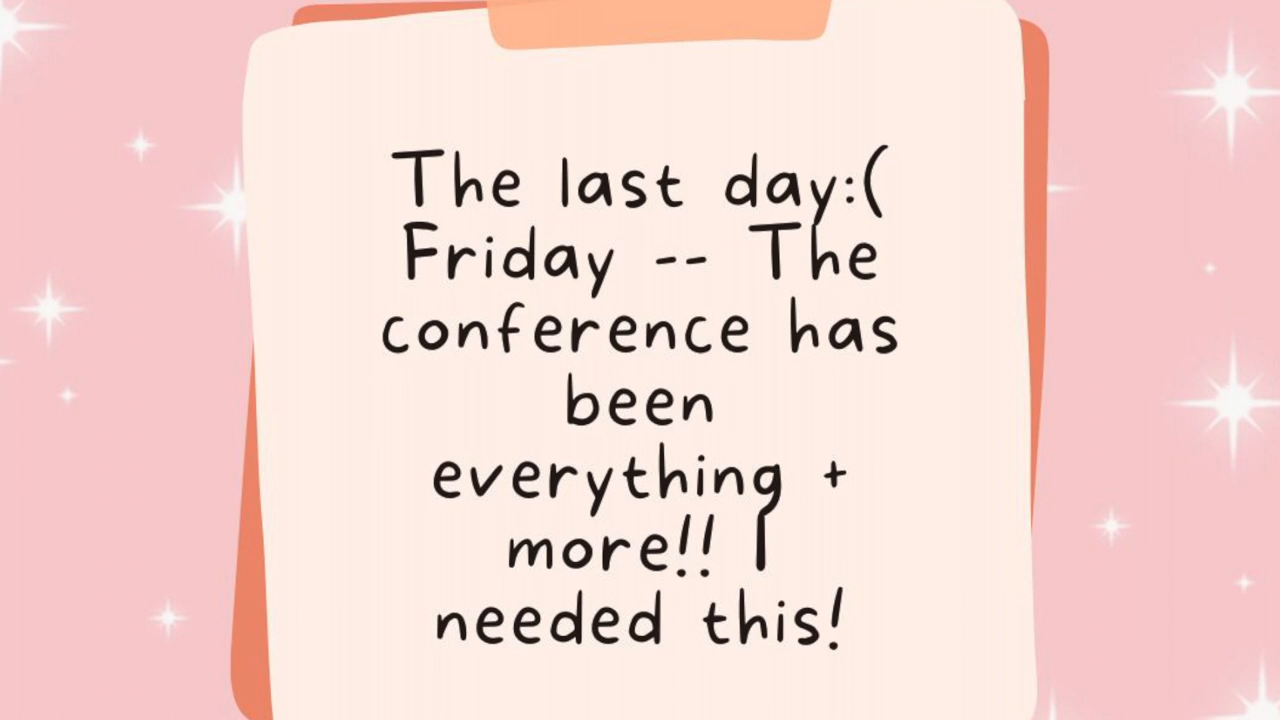 The last day:(
Friday -- The
conference has
been
everything +
more!! I
needed this!